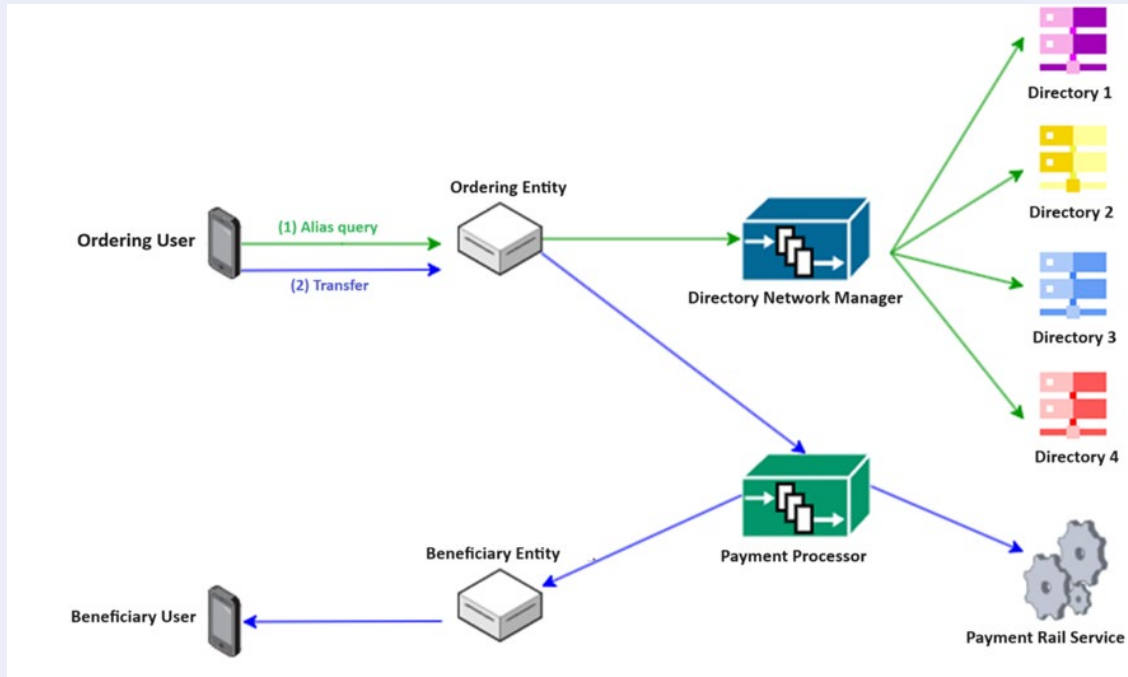 Directory 1
Ordering Entity
Directory 2
(1) Alias query
Ordering User
(2) Transfer
Directory Network Manager
Directory 3
Directory 4
Beneficiary Entity
Payment Processor
Beneficiary User
Payment Rail Service